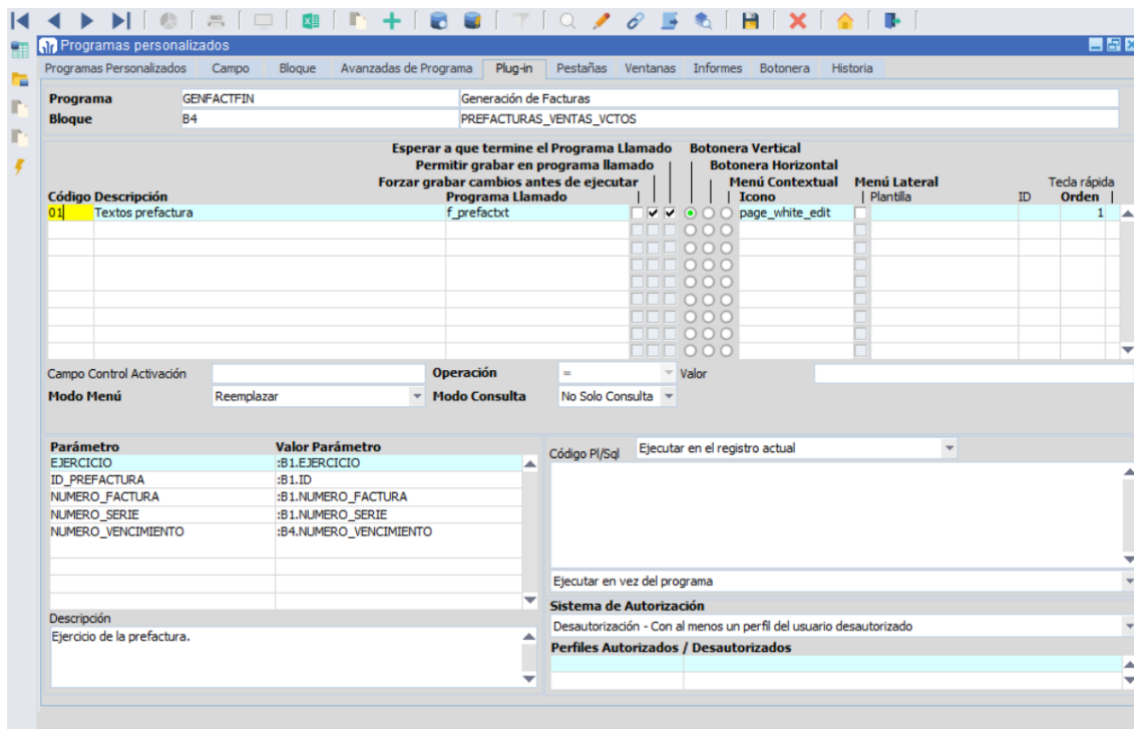 Programas personalizados
Programas Personalizados Campo Bloque Avanzadas de Programa Plug-in Pestañas Ventanas Informes Botonera Historia
Programa GENFACTFIN Generación de Facturas
Bloque B4 PREFACTURAS_VENTAS_VCTOS
Esperar a que termine el Programa Llamado Botonera Vertical
Permitir grabar en programa llamado Botonera Horizontal
Forzar grabar cambios antes de ejecutar Menú Contextual Menú Lateral Tecla rápida
Código Descripción Programa Llamado Icono Plantilla ID Orden
01 Textos prefactura f_prefactxt page_white_edit 1
Campo Control Activación Operación = Valor
Modo Menú Reemplazar Modo Consulta No Solo Consulta
Parámetro Valor Parámetro Código Pl/Sql Ejecutar en el registro actual
EJERCICIO :B1.EJERCICIO
ID_PREFACTURA :B1.ID
NUMERO_FACTURA :B1.NUMERO_FACTURA
NUMERO_SERIE :B1.NUMERO_SERIE
NUMERO_VENCIMIENTO :B4.NUMERO_VENCIMIENTO
Ejecutar en vez del programa
Sistema de Autorización
Descripción Desautorización - Con al menos un perfil del usuario desautorizado
Ejercicio de la prefactura. Perfiles Autorizados / Desautorizados